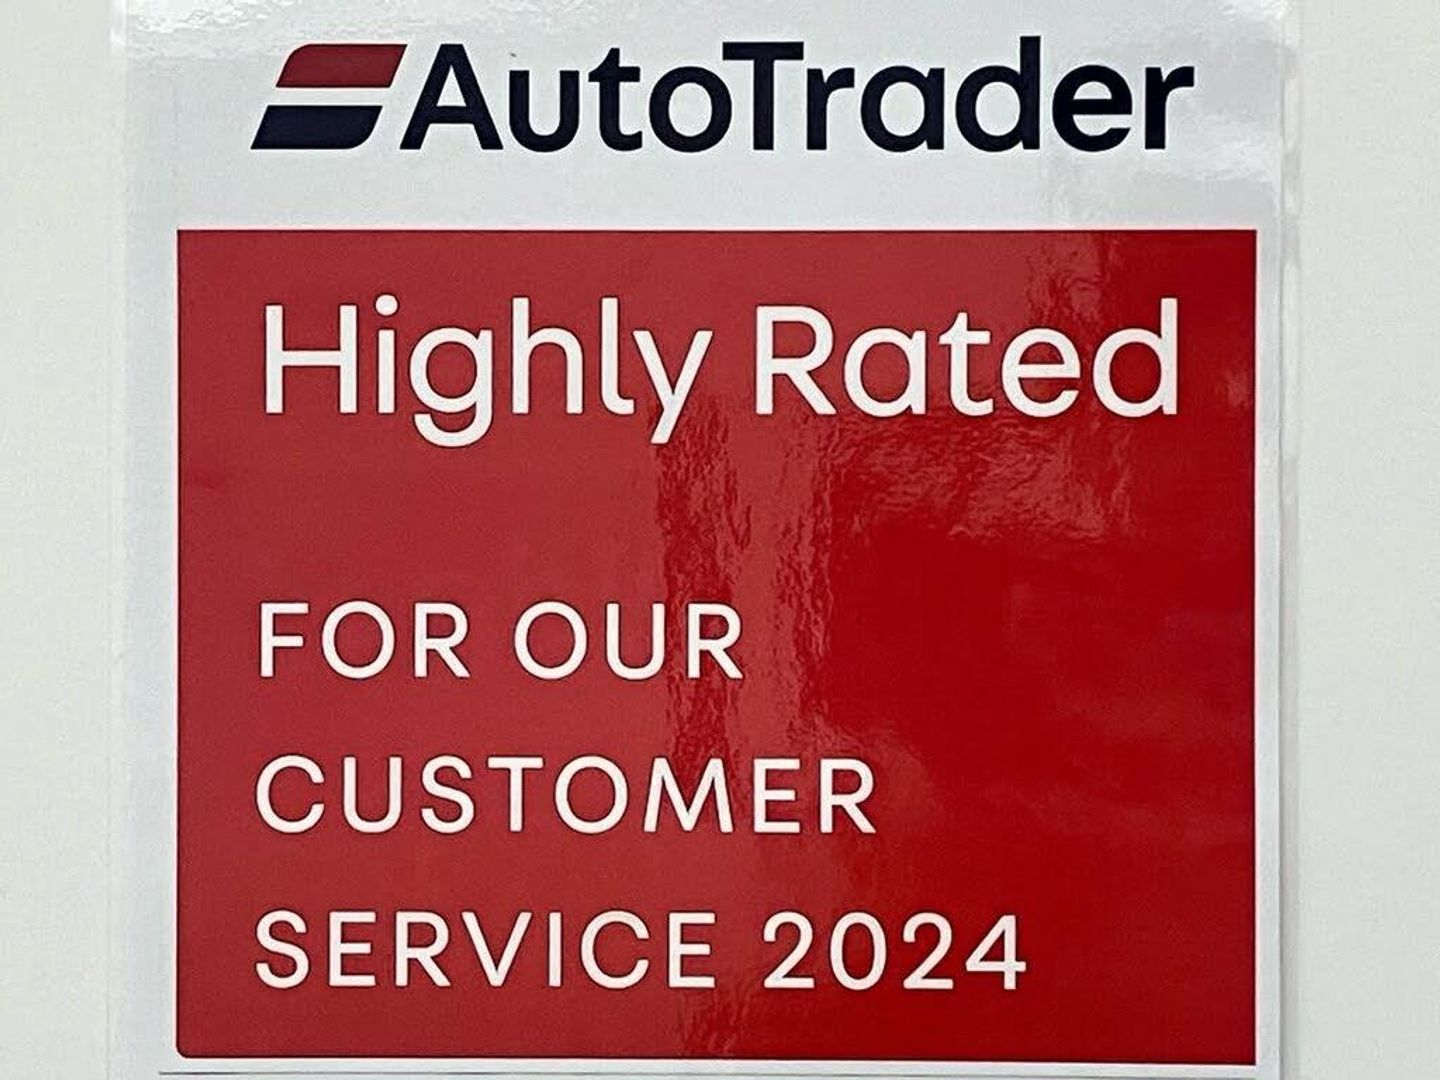 AutoTrader
Highly Rated
FOR OUR
CUSTOMER
SERVICE 2024